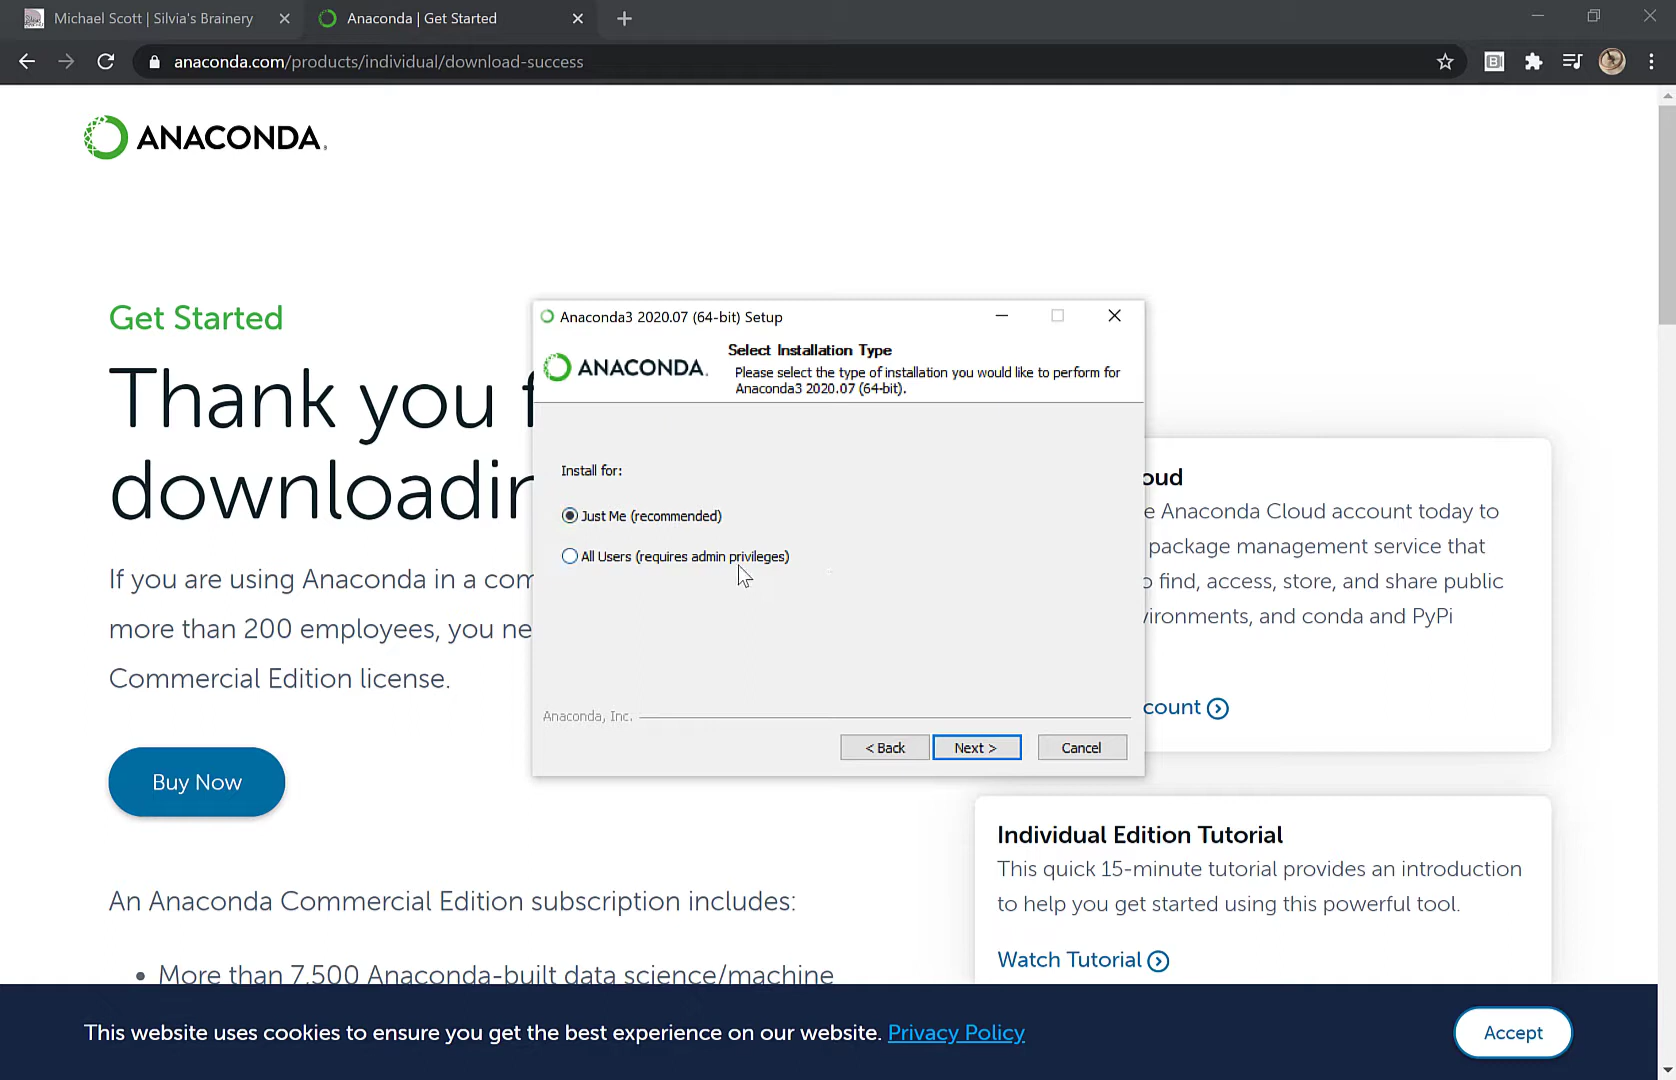 Michael Scott | Silvia's Brainery
Anaconda | Get Started
anaconda.com/products/individual/download-success
ANACONDA.
Get Started
Thank you f
downloadin
If you are using Anaconda in a com
more than 200 employees, you ne
Commercial Edition license.
Buy Now
An Anaconda Commercial Edition subscription includes:
• More than 7,500 Anaconda-built data science/machine
Anaconda3 2020.07 (64-bit) Setup
ANACONDA.
Select Installation Type
Please select the type of installation you would like to perform for
Anaconda3 2020.07 (64-bit).
Install for:
Just Me (recommended)
All Users (requires admin privileges)
Anaconda, Inc.
< Back
Next >
Cancel
oud
e Anaconda Cloud account today to
package management service that
o find, access, store, and share public
vironments, and conda and PyPi
count
Individual Edition Tutorial
This quick 15-minute tutorial provides an introduction
to help you get started using this powerful tool.
Watch Tutorial
This website uses cookies to ensure you get the best experience on our website. Privacy Policy
Accept